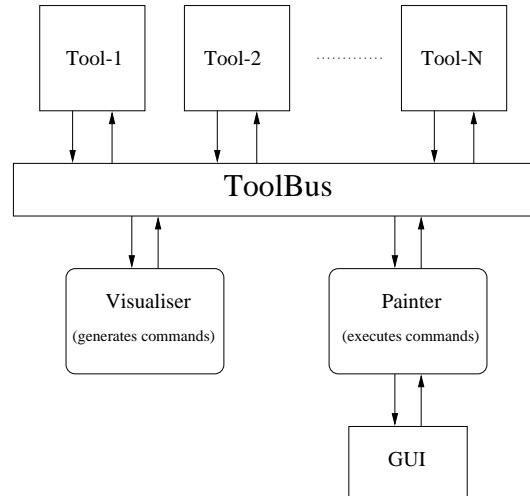 Tool-1 Tool-2 Tool-N
ToolBus
Visualiser Painter
(generates commands) (executes commands)
GUI